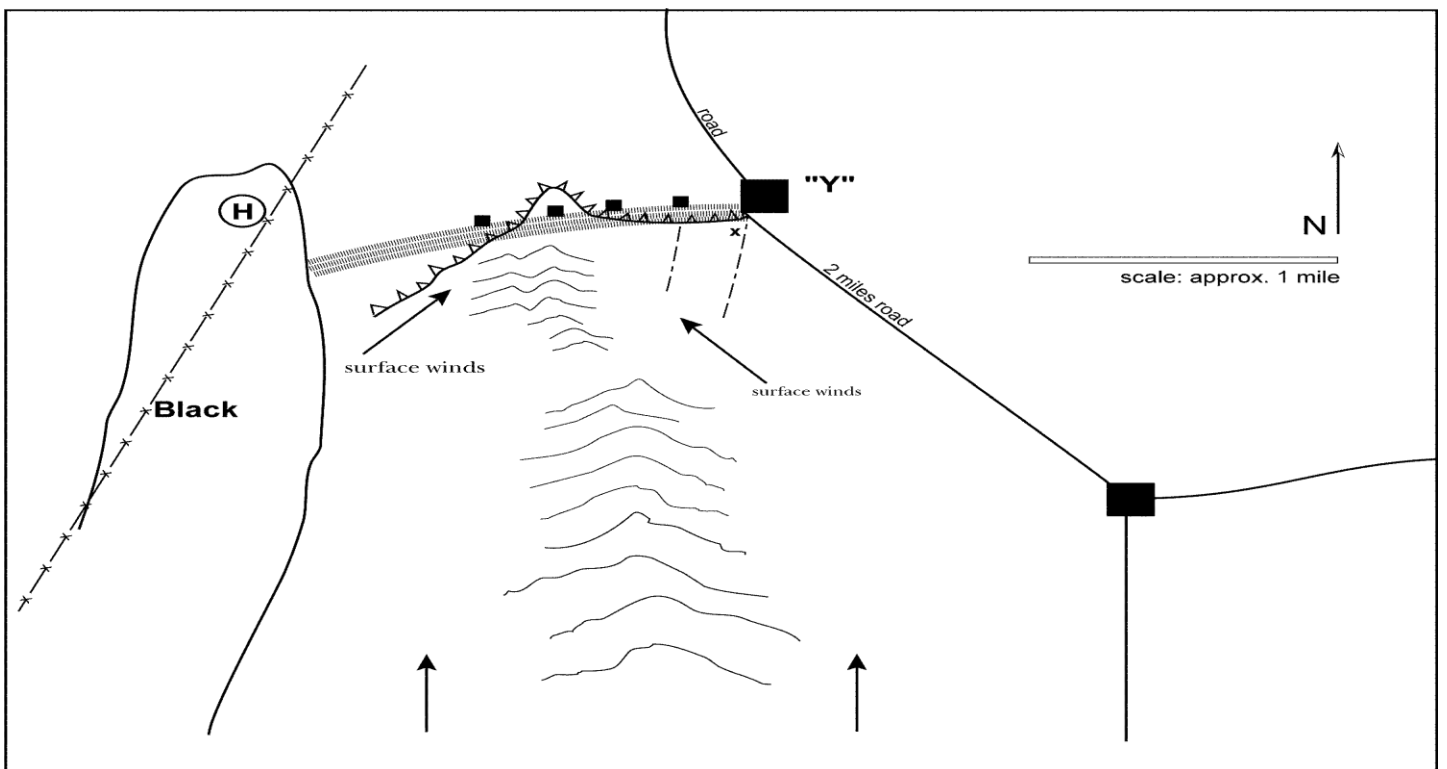 road
"Y"
H
N
x
scale: approx. 1 mile
2 miles road
surface winds
surface winds
Black